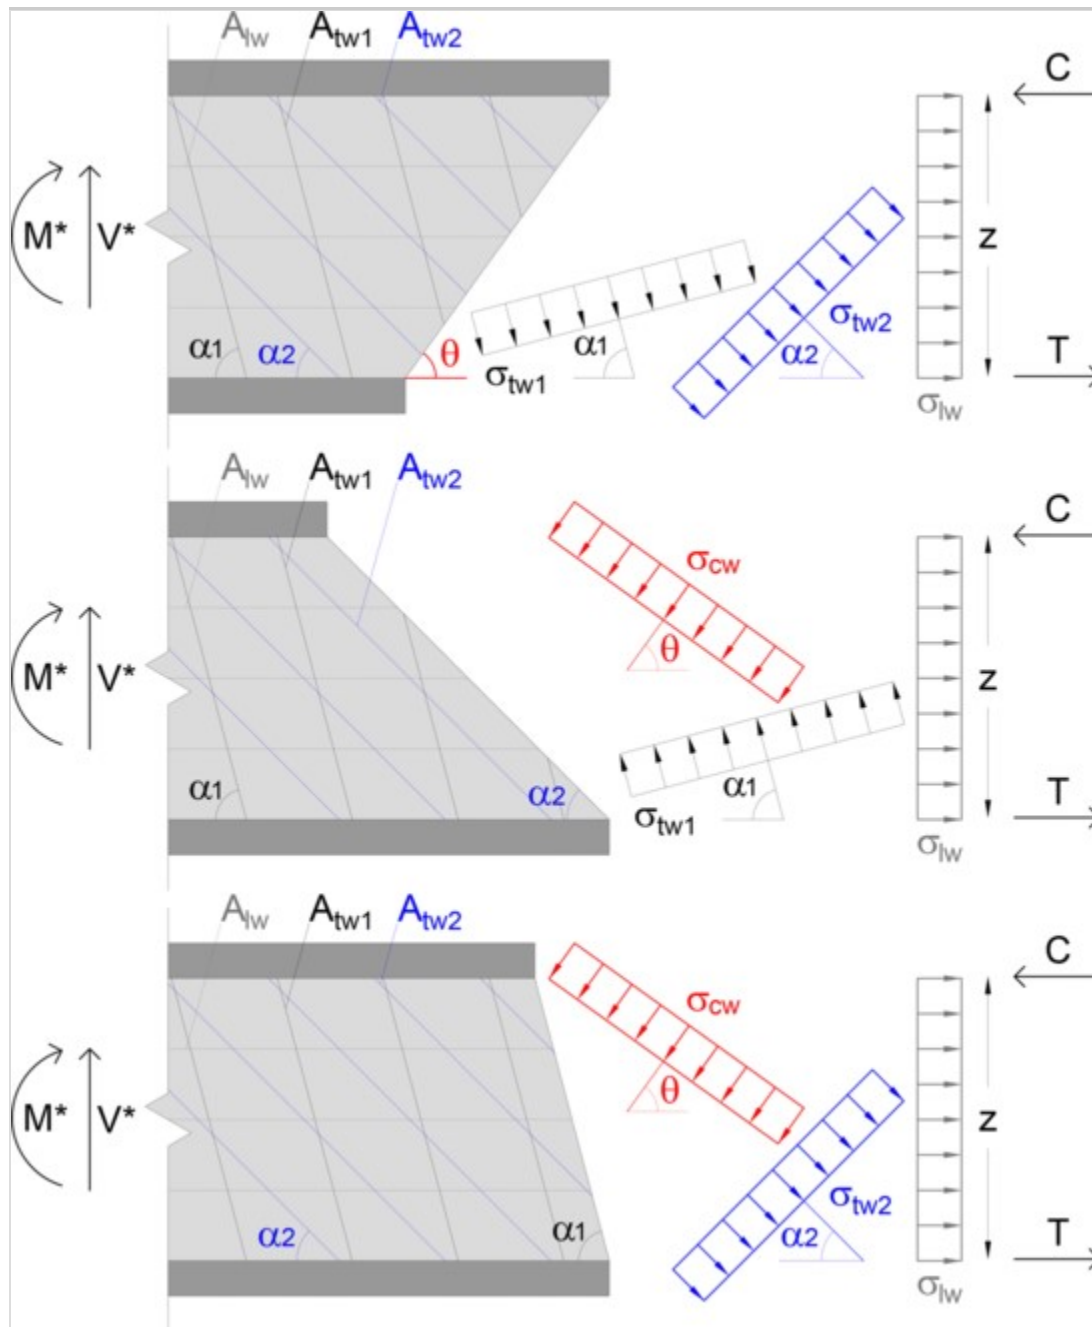 A_lw A_tw1 A_tw2
C
M* V* z
σ_tw2
α1
α1 α2 θ α2
σ_tw1 T
σ_lw
A_lw A_tw1 A_tw2
C
σ_cw
M* V* θ z
α1 α2 α1
σ_tw1 T
σ_lw
A_lw A_tw1 A_tw2
C
σ_cw
M* V* θ z
σ_tw2
α2 α1 α2
T
σ_lw